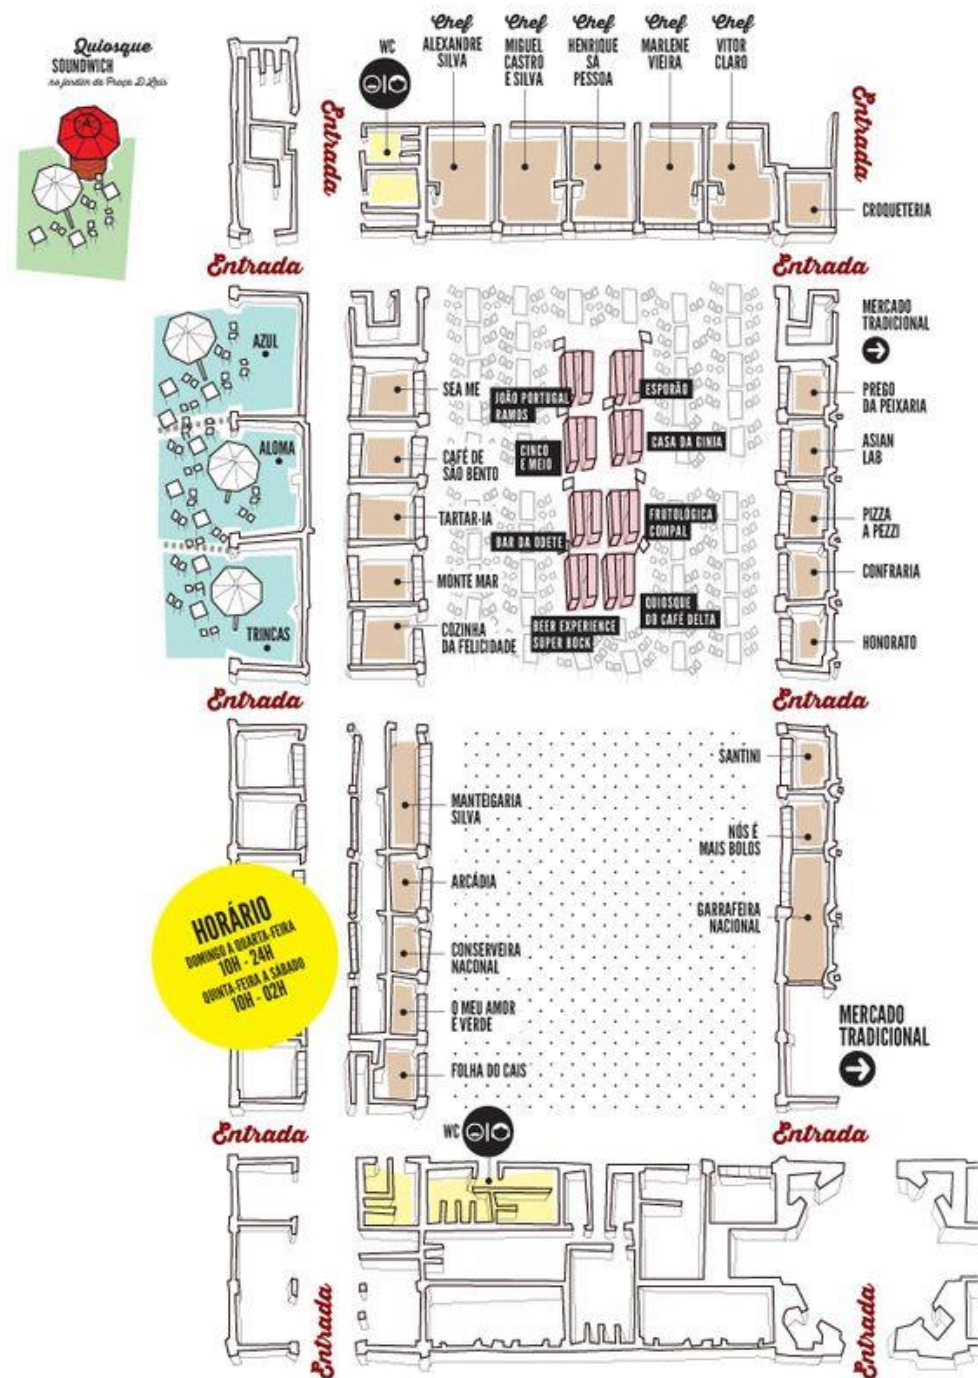 Quiosque
SOUNDWICH
no jardim da Praça D. Luís
WC
Chef
ALEXANDRE
SILVA
Chef
MIGUEL
CASTRO
E SILVA
Chef
HENRIQUE
SÁ
PESSOA
Chef
MARLENE
VIEIRA
Chef
VITOR
CLARO
Entrada
Entrada
CROQUETERIA
Entrada
Entrada
MERCADO
TRADICIONAL
AZUL
ALOMA
TRINCAS
SEA ME
CAFÉ DE
SÃO BENTO
TARTAR-IA
MONTE MAR
COZINHA
DA FELICIDADE
JOÃO PORTUGAL
RAMOS
ESPORÃO
CINCO
E MEIO
CASA DA GINJA
BAR DA ODETE
FRUTOLÓGICA
COMPAL
BEER EXPERIENCE
SUPER BOCK
QUIOSQUE
DO CAFÉ DELTA
PREGO
DA PEIXARIA
ASIAN
LAB
PIZZA
A PEZZI
CONFRARIA
HONORATO
Entrada
Entrada
MANTEIGARIA
SILVA
ARCÁDIA
CONSERVEIRA
NACONAL
O MEU AMOR
É VERDE
FOLHA DO CAIS
SANTINI
NÓS É
MAIS BOLOS
GARRAFEIRA
NACIONAL
HORÁRIO
DOMINGO A QUARTA-FEIRA
10H - 24H
QUINTA-FEIRA A SÁBADO
10H - 02H
MERCADO
TRADICIONAL
Entrada
WC
Entrada
Entrada
Entrada